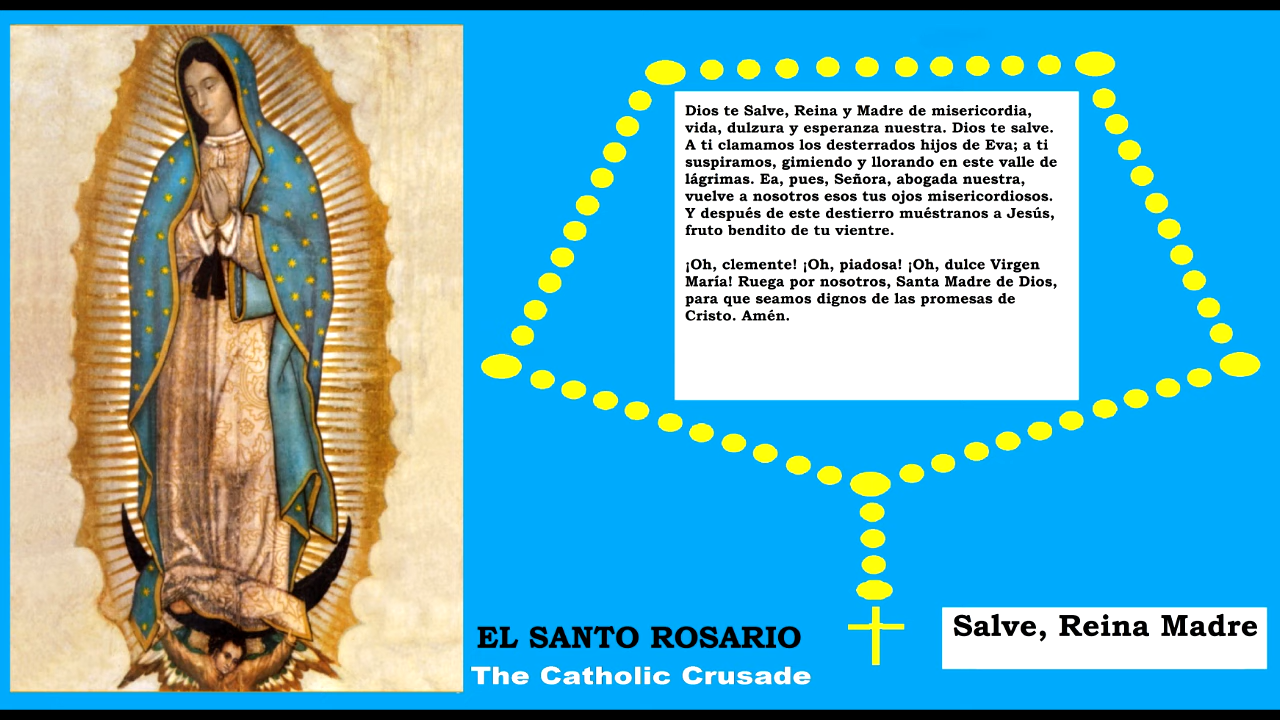 Dios te Salve, Reina y Madre de misericordia,
vida, dulzura y esperanza nuestra. Dios te salve.
A ti clamamos los desterrados hijos de Eva; a ti
suspiramos, gimiendo y llorando en este valle de
lágrimas. Ea, pues, Señora, abogada nuestra,
vuelve a nosotros esos tus ojos misericordiosos.
Y después de este destierro muéstranos a Jesús,
fruto bendito de tu vientre.
¡Oh, clemente! ¡Oh, piadosa! ¡Oh, dulce Virgen
María! Ruega por nosotros, Santa Madre de Dios,
para que seamos dignos de las promesas de
Cristo. Amén.
EL SANTO ROSARIO
The Catholic Crusade
Salve, Reina Madre